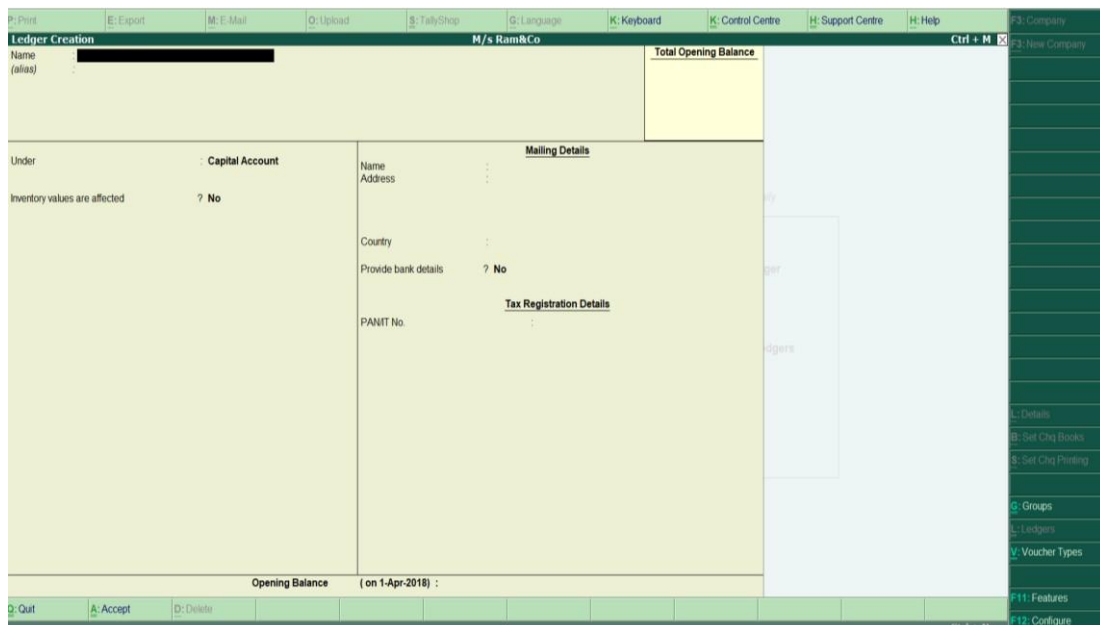 P: Print E: Export M: E-Mail O: Upload S: TallyShop G: Language K: Keyboard K: Control Centre H: Support Centre H: Help
Ledger Creation M/s Ram&Co Ctrl + M
Name :
(alias) :
Total Opening Balance
Under : Capital Account
Inventory values are affected ? No
Mailing Details
Name :
Address :
Country :
Provide bank details ? No
Tax Registration Details
PAN/IT No. :
Opening Balance ( on 1-Apr-2018) :
Q: Quit A: Accept D: Delete
F3: Company
F3: New Company
L: Details
B: Set Chq Books
S: Set Chq Printing
G: Groups
L: Ledgers
V: Voucher Types
F11: Features
F12: Configure